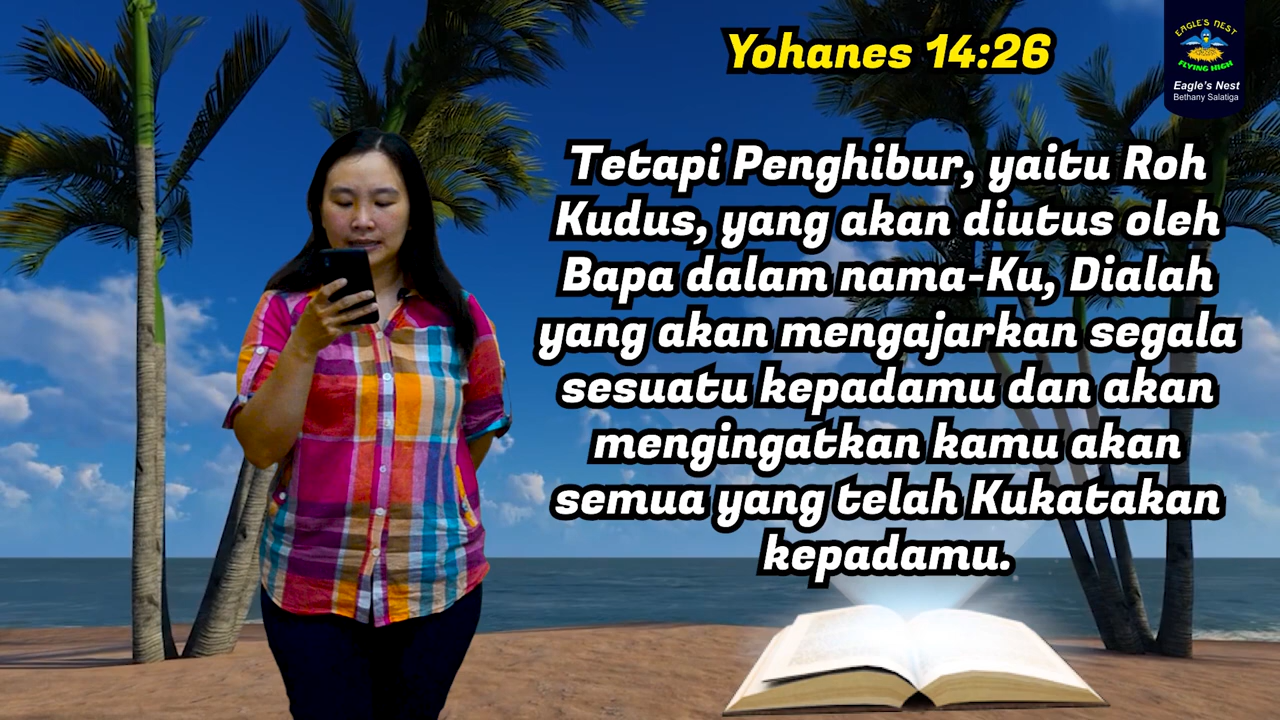 Yohanes 14:26
EAGLE'S NEST
FLYING HIGH
Eagle's Nest
Bethany Salatiga
Tetapi Penghibur, yaitu Roh
Kudus, yang akan diutus oleh
Bapa dalam nama-Ku, Dialah
yang akan mengajarkan segala
sesuatu kepadamu dan akan
mengingatkan kamu akan
semua yang telah Kukatakan
kepadamu.